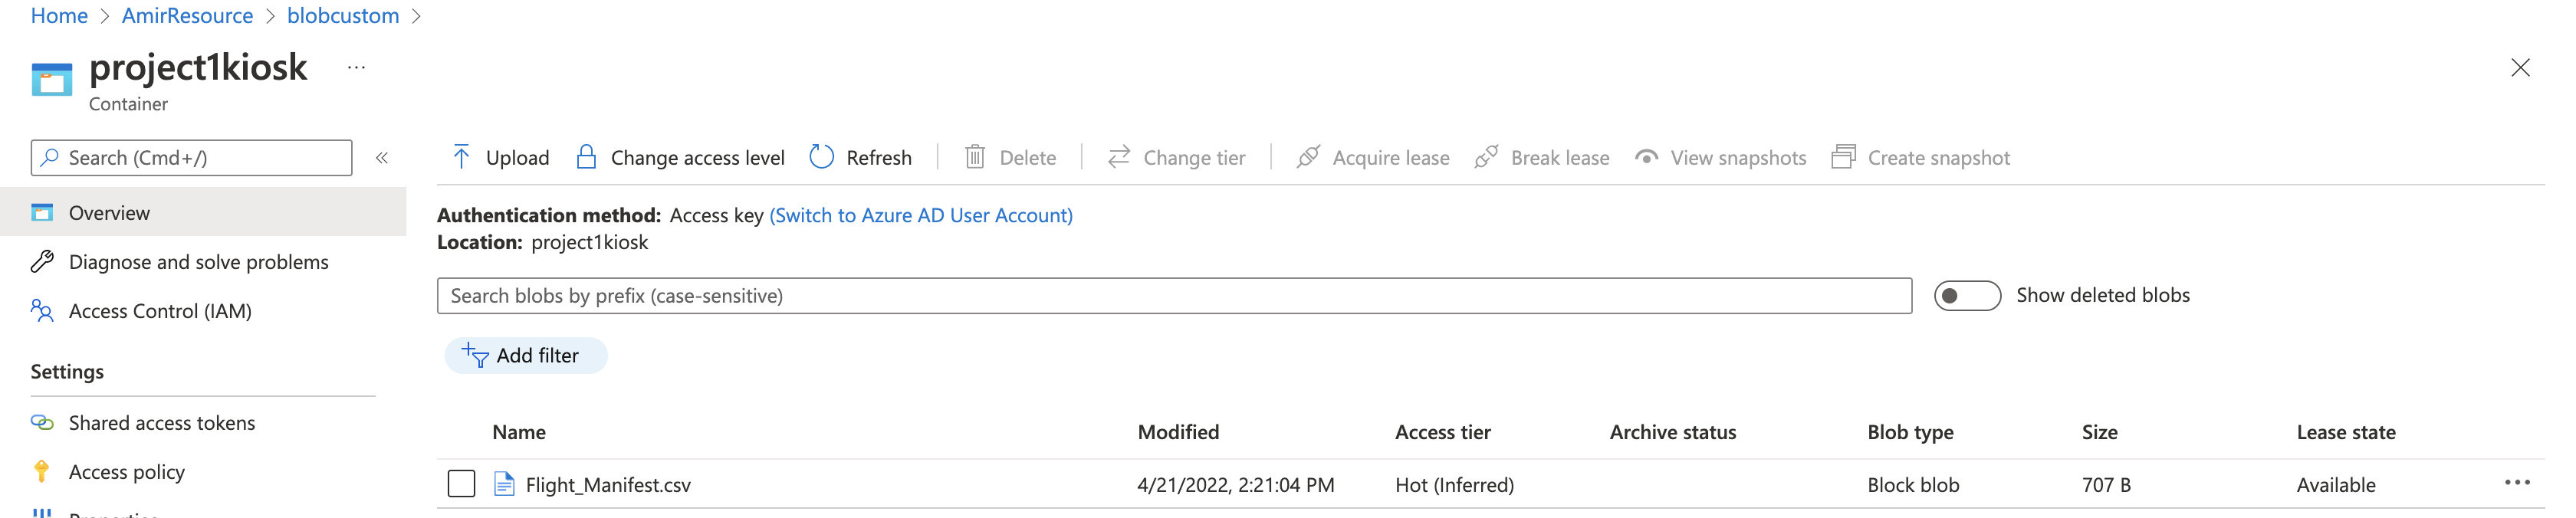 Home > AmirResource > blobcustom >
project1kiosk ...
Container
Search (Cmd+/) «
Overview
Diagnose and solve problems
Access Control (IAM)
Settings
Shared access tokens
Access policy
Properties
Upload Change access level Refresh Delete Change tier Acquire lease Break lease View snapshots Create snapshot
Authentication method: Access key (Switch to Azure AD User Account)
Location: project1kiosk
Search blobs by prefix (case-sensitive) Show deleted blobs
Add filter
Name Modified Access tier Archive status Blob type Size Lease state
Flight_Manifest.csv 4/21/2022, 2:21:04 PM Hot (Inferred) Block blob 707 B Available ...